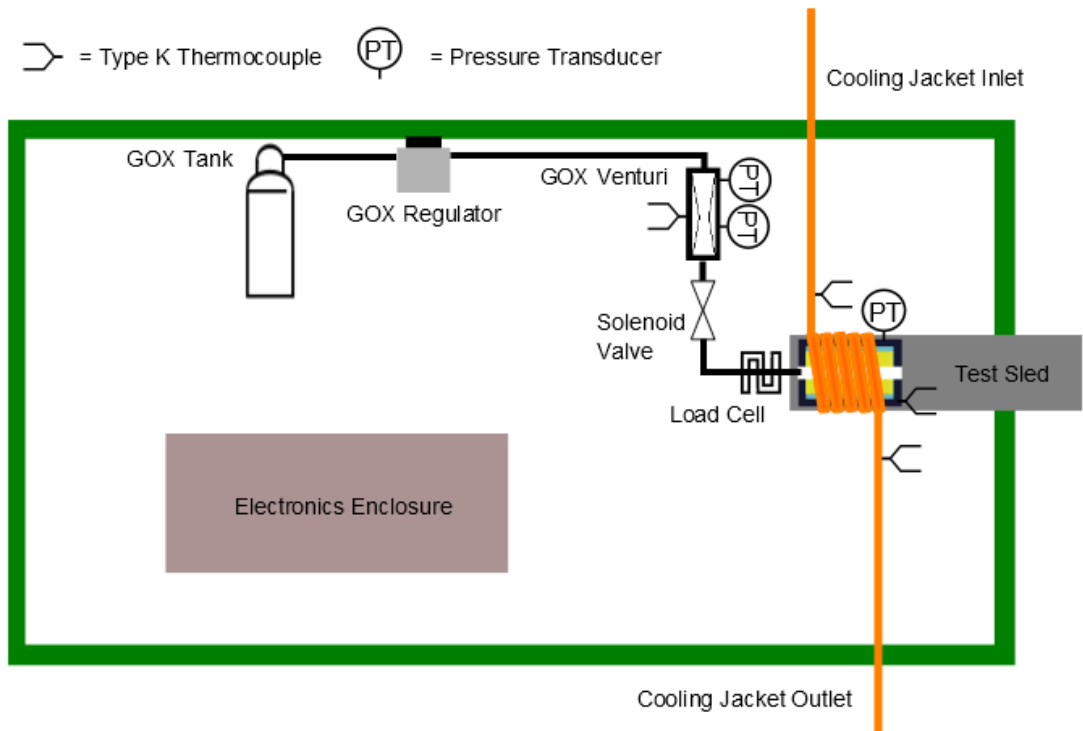 = Type K Thermocouple
PT
= Pressure Transducer
Cooling Jacket Inlet
GOX Tank
GOX Regulator
GOX Venturi
PT
PT
Solenoid
Valve
PT
Load Cell
Test Sled
Electronics Enclosure
Cooling Jacket Outlet